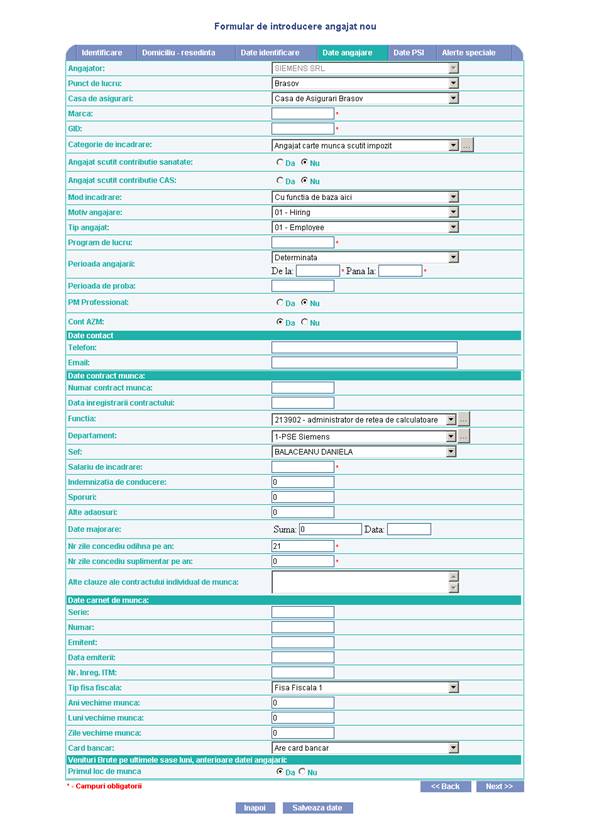 Formular de introducere angajat nou
Identificare Domiciliu - resedinta Date identificare Date angajare Date PSI Alerte speciale
Angajator: SIEMENS SRL
Punct de lucru: Brasov
Casa de asigurari: Casa de Asigurari Brasov
Marca: *
GID: *
Categorie de incadrare: Angajat carte munca scutit impozit ...
Angajat scutit contributie sanatate: Da Nu
Angajat scutit contributie CAS: Da Nu
Mod incadrare: Cu functia de baza aici
Motiv angajare: 01 - Hiring
Tip angajat: 01 - Employee
Program de lucru: *
Perioada angajarii: Determinata
De la: * Pana la: *
Perioada de proba:
PM Professional: Da Nu
Cont AZM: Da Nu
Date contact
Telefon:
Email:
Date contract munca:
Numar contract munca:
Data inregistrarii contractului:
Functia: 213902 - administrator de retea de calculatoare ...
Departament: 1-PSE Siemens ...
Sef: BALACEANU DANIELA
Salariu de incadrare: *
Indemnizatia de conducere: 0
Sporuri: 0
Alte adaosuri: 0
Date majorare: Suma: 0 Data:
Nr zile concediu odihna pe an: 21 *
Nr zile concediu suplimentar pe an: 0 *
Alte clauze ale contractului individual de munca:
Date carnet de munca:
Serie:
Numar:
Emitent:
Data emiterii:
Nr. Inreg. ITM:
Tip fisa fiscala: Fisa Fiscala 1
Ani vechime munca: 0
Luni vechime munca: 0
Zile vechime munca: 0
Card bancar: Are card bancar
Venituri Brute pe ultimele sase luni, anterioare datei angajarii:
Primul loc de munca Da Nu
* - Campuri obligatorii << Back Next >>
Inapoi Salveaza date